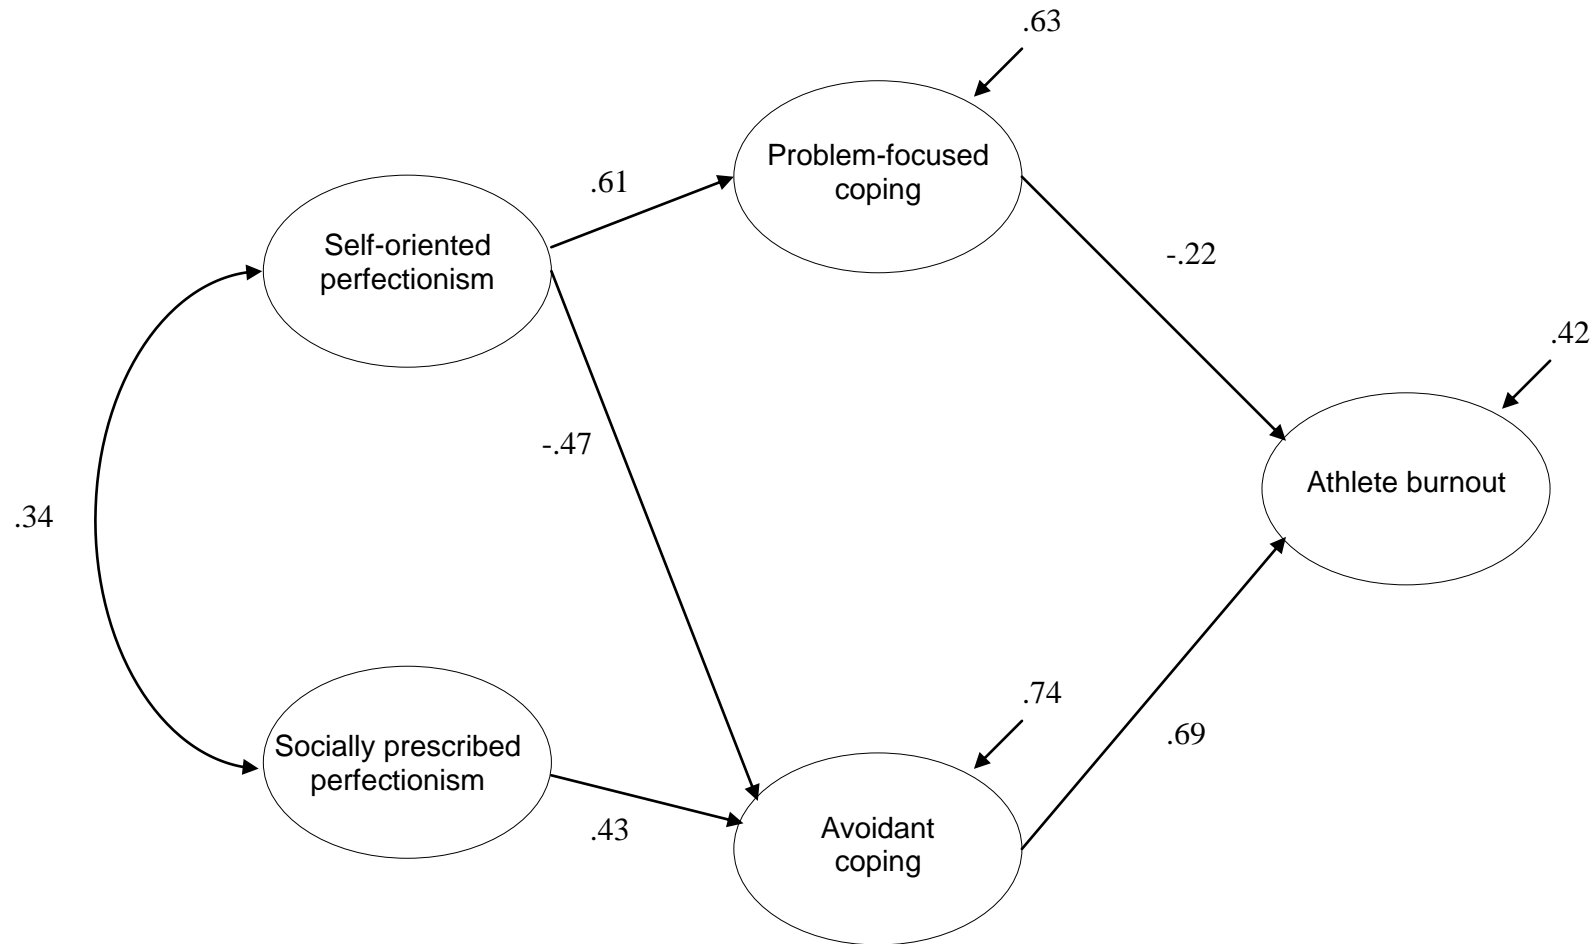 .63
Problem-focused
coping
.61
Self-oriented
perfectionism
-.22
.42
-.47
Athlete burnout
.34
.74
.69
Socially prescribed
perfectionism
.43
Avoidant
coping